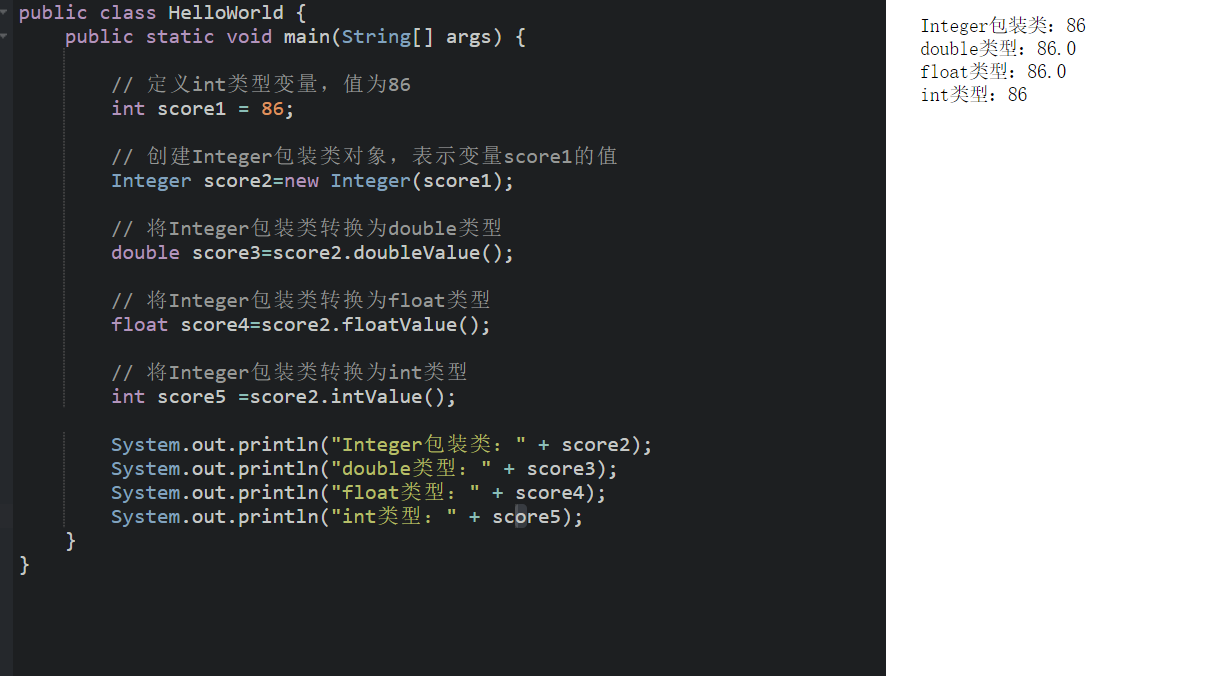 public class HelloWorld {
    public static void main(String[] args) {
        // 定义int类型变量，值为86
        int score1 = 86;
        // 创建Integer包装类对象，表示变量score1的值
        Integer score2=new Integer(score1);
        // 将Integer包装类转换为double类型
        double score3=score2.doubleValue();
        // 将Integer包装类转换为float类型
        float score4=score2.floatValue();
        // 将Integer包装类转换为int类型
        int score5 =score2.intValue();
        System.out.println("Integer包装类：" + score2);
        System.out.println("double类型：" + score3);
        System.out.println("float类型：" + score4);
        System.out.println("int类型：" + score5);
    }
}
Integer包装类：86
double类型：86.0
float类型：86.0
int类型：86